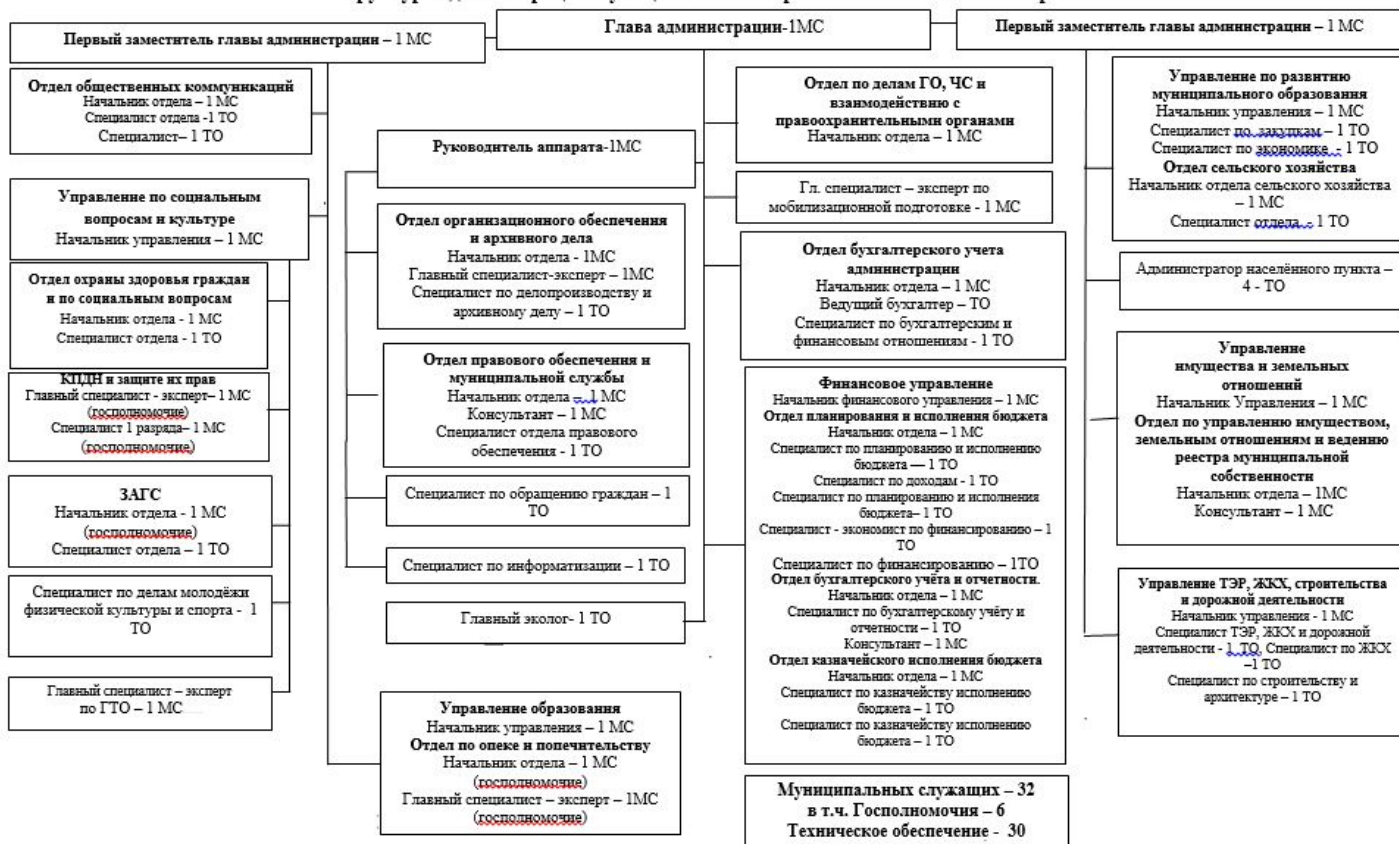 Глава администрации-1МС
Первый заместитель главы администрации – 1 МС
Отдел общественных коммуникаций
Начальник отдела – 1 МС
Специалист отдела -1 ТО
Специалист– 1 ТО
Управление по социальным
вопросам и культуре
Начальник управления – 1 МС
Отдел охраны здоровья граждан
и по социальным вопросам
Начальник отдела - 1 МС
Специалист отдела - 1 ТО
КПДН и защите их прав
Главный специалист - эксперт– 1 МС
(госполномочие)
Специалист 1 разряда– 1 МС
(госполномочие)
ЗАГС
Начальник отдела - 1 МС
(госполномочие)
Специалист отдела – 1 ТО
Специалист по делам молодёжи
физической культуры и спорта - 1
ТО
Главный специалист – эксперт
по ГТО – 1 МС
Руководитель аппарата-1МС
Отдел организационного обеспечения
и архивного дела
Начальник отдела - 1МС
Главный специалист-эксперт – 1МС
Специалист по делопроизводству и
архивному делу – 1 ТО
Отдел правового обеспечения и
муниципальной службы
Начальник отдела – 1 МС
Консультант – 1 МС
Специалист отдела правового
обеспечения - 1 ТО
Специалист по обращению граждан – 1
ТО
Специалист по информатизации – 1 ТО
Главный эколог- 1 ТО
Управление образования
Начальник управления – 1 МС
Отдел по опеке и попечительству
Начальник отдела – 1 МС
(госполномочие)
Главный специалист – эксперт – 1МС
(госполномочие)
Отдел по делам ГО, ЧС и
взаимодействию с
правоохранительными органами
Начальник отдела – 1 МС
Гл. специалист – эксперт по
мобилизационной подготовке - 1 МС
Отдел бухгалтерского учета
администрации
Начальник отдела – 1 МС
Ведущий бухгалтер – ТО
Специалист по бухгалтерским и
финансовым отношениям - 1 ТО
Финансовое управление
Начальник финансового управления – 1 МС
Отдел планирования и исполнения бюджета
Начальник отдела – 1 МС
Специалист по планированию и исполнению
бюджета –– 1 ТО
Специалист по доходам - 1 ТО
Специалист по планированию и исполнения
бюджета– 1 ТО
Специалист - экономист по финансированию – 1
ТО
Специалист по финансированию – 1ТО
Отдел бухгалтерского учёта и отчетности.
Начальник отдела – 1 МС
Специалист по бухгалтерскому учёту и
отчетности – 1 ТО
Консультант – 1 МС
Отдел казначейского исполнения бюджета
Начальник отдела – 1 МС
Специалист по казначейству исполнению
бюджета – 1 ТО
Специалист по казначейству исполнению
бюджета – 1 ТО
Муниципальных служащих – 32
в т.ч. Госполномочия – 6
Техническое обеспечение - 30
Первый заместитель главы администрации – 1 МС
Управление по развитию
муниципального образования
Начальник управления – 1 МС
Специалист по закупкам – 1 ТО
Специалист по экономике - 1 ТО
Отдел сельского хозяйства
Начальник отдела сельского хозяйства
– 1 МС
Специалист отдела - 1 ТО
Администратор населённого пункта –
4 - ТО
Управление
имущества и земельных
отношений
Начальник Управления – 1 МС
Отдел по управлению имуществом,
земельным отношениям и ведению
реестра муниципальной
собственности
Начальник отдела – 1МС
Консультант – 1 МС
Управление ТЭР, ЖКХ, строительства
и дорожной деятельности
Начальник управления - 1 МС
Специалист ТЭР, ЖКХ и дорожной
деятельности - 1 ТО, Специалист по ЖКХ
–1 ТО
Специалист по строительству и
архитектуре – 1 ТО